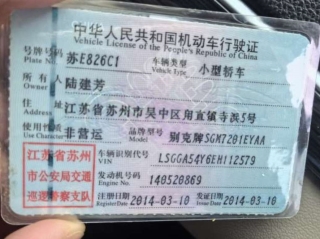 中华人民共和国机动车行驶证
Vehicle License of the People's Republic of China
号牌号码 苏E826C1 车辆类型 小型轿车
Plate No. Vehicle Type
所有人 陆建芳
Owner
住址 江苏省苏州市吴中区甪直镇寺浜5号
Address
使用性质 非营运 品牌型号 别克牌SGM7201EYAA
江苏省苏州市公安局交通巡逻警察支队
车辆识别代号 LSGGA54Y6EH112579
VIN
发动机号码 140520869
Engine No.
注册日期 2014-03-10 发证日期 2014-03-10
Register Date Issue Date